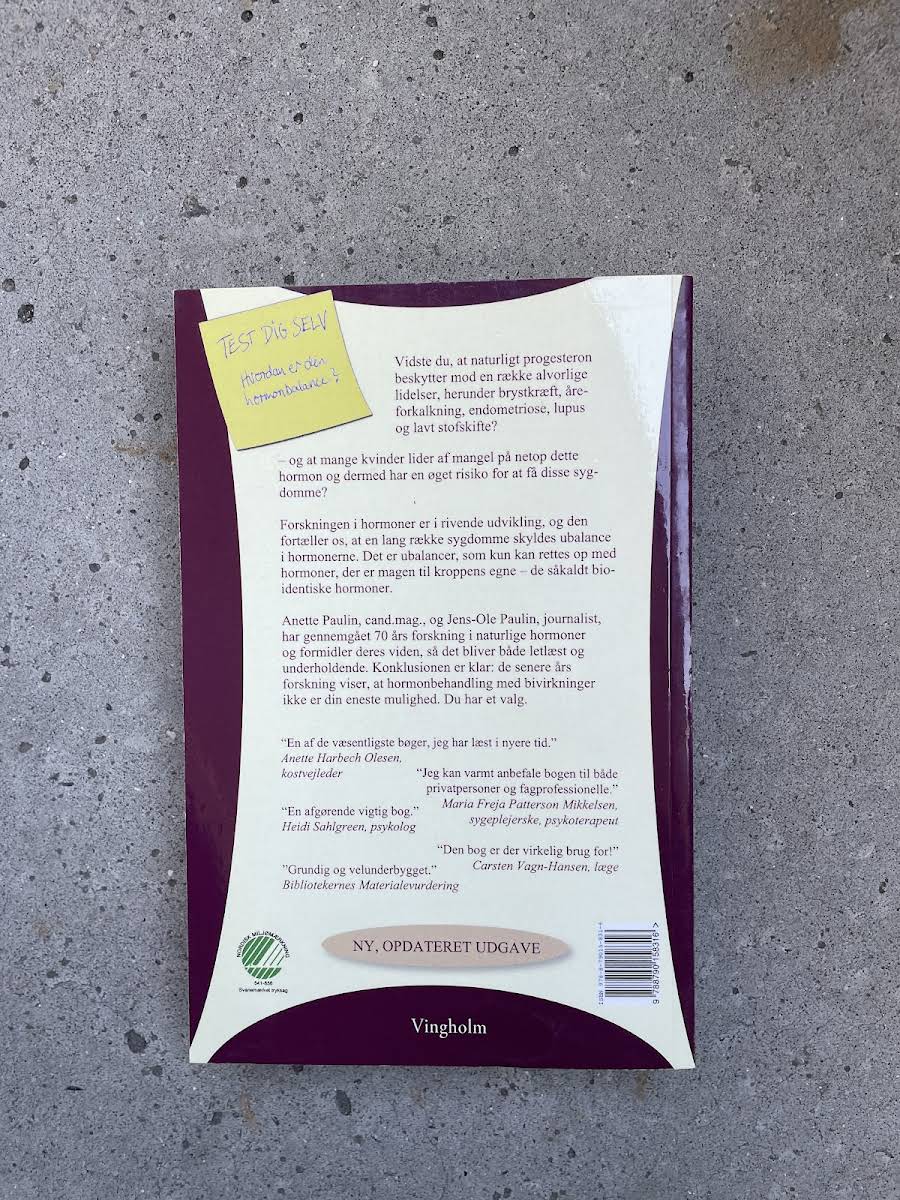 TEST DIG SELV
Hvordan er din
hormonbalance?
Vidste du, at naturligt progesteron
beskytter mod en række alvorlige
lidelser, herunder brystkræft, åre-
forkalkning, endometriose, lupus
og lavt stofskifte?
– og at mange kvinder lider af mangel på netop dette
hormon og dermed har en øget risiko for at få disse syg-
domme?
Forskningen i hormoner er i rivende udvikling, og den
fortæller os, at en lang række sygdomme skyldes ubalance
i hormonerne. Det er ubalancer, som kun kan rettes op med
hormoner, der er magen til kroppens egne – de såkaldt bio-
identiske hormoner.
Anette Paulin, cand.mag., og Jens-Ole Paulin, journalist,
har gennemgået 70 års forskning i naturlige hormoner
og formidler deres viden, så det bliver både letlæst og
underholdende. Konklusionen er klar: de senere års
forskning viser, at hormonbehandling med bivirkninger
ikke er din eneste mulighed. Du har et valg.
“En af de væsentligste bøger, jeg har læst i nyere tid.”
Anette Harbech Olesen,
kostvejleder
“Jeg kan varmt anbefale bogen til både
privatpersoner og fagprofessionelle.”
Maria Freja Patterson Mikkelsen,
sygeplejerske, psykoterapeut
“En afgørende vigtig bog.”
Heidi Sahlgreen, psykolog
“Den bog er der virkelig brug for!”
Carsten Vagn-Hansen, læge
“Grundig og velunderbygget.”
Bibliotekernes Materialevurdering
NORDISK MILJØMÆRKNING
541-856
Svanemærket tryksag
NY, OPDATERET UDGAVE
9 788790 158316 >
Vingholm